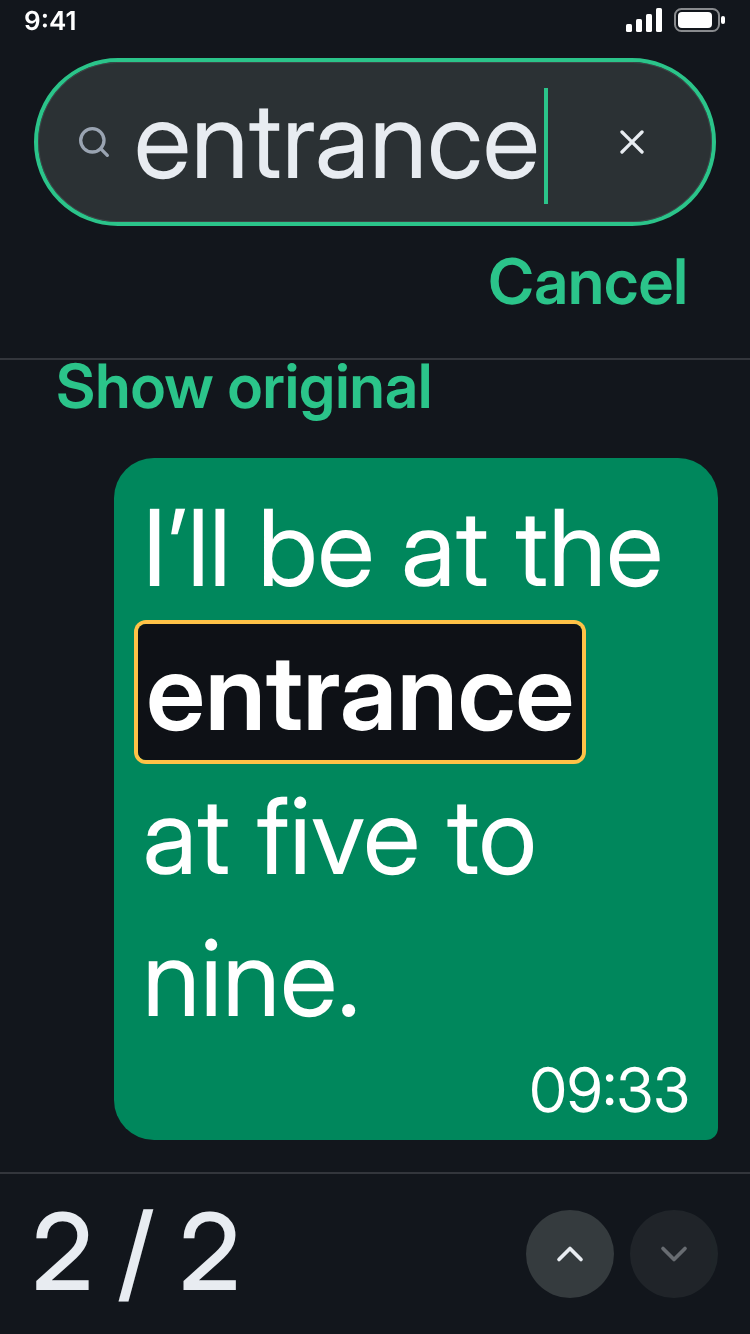 9:41
entrance
Cancel
Show original
I’ll be at the
entrance
at five to
nine.
09:33
2 / 2